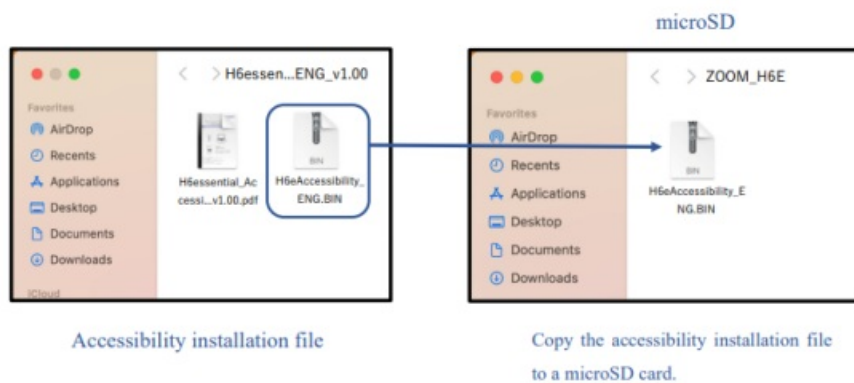 microSD
H6essen...ENG_v1.00
Favorites
AirDrop
Recents
Applications
Desktop
Documents
Downloads
iCloud
BIN
H6essential_Ac
cessi...v1.00.pdf
H6eAccessibility_
ENG.BIN
ZOOM_H6E
Favorites
AirDrop
Recents
Applications
Desktop
Documents
Downloads
BIN
H6eAccessibility_E
NG.BIN
Accessibility installation file
Copy the accessibility installation file
to a microSD card.